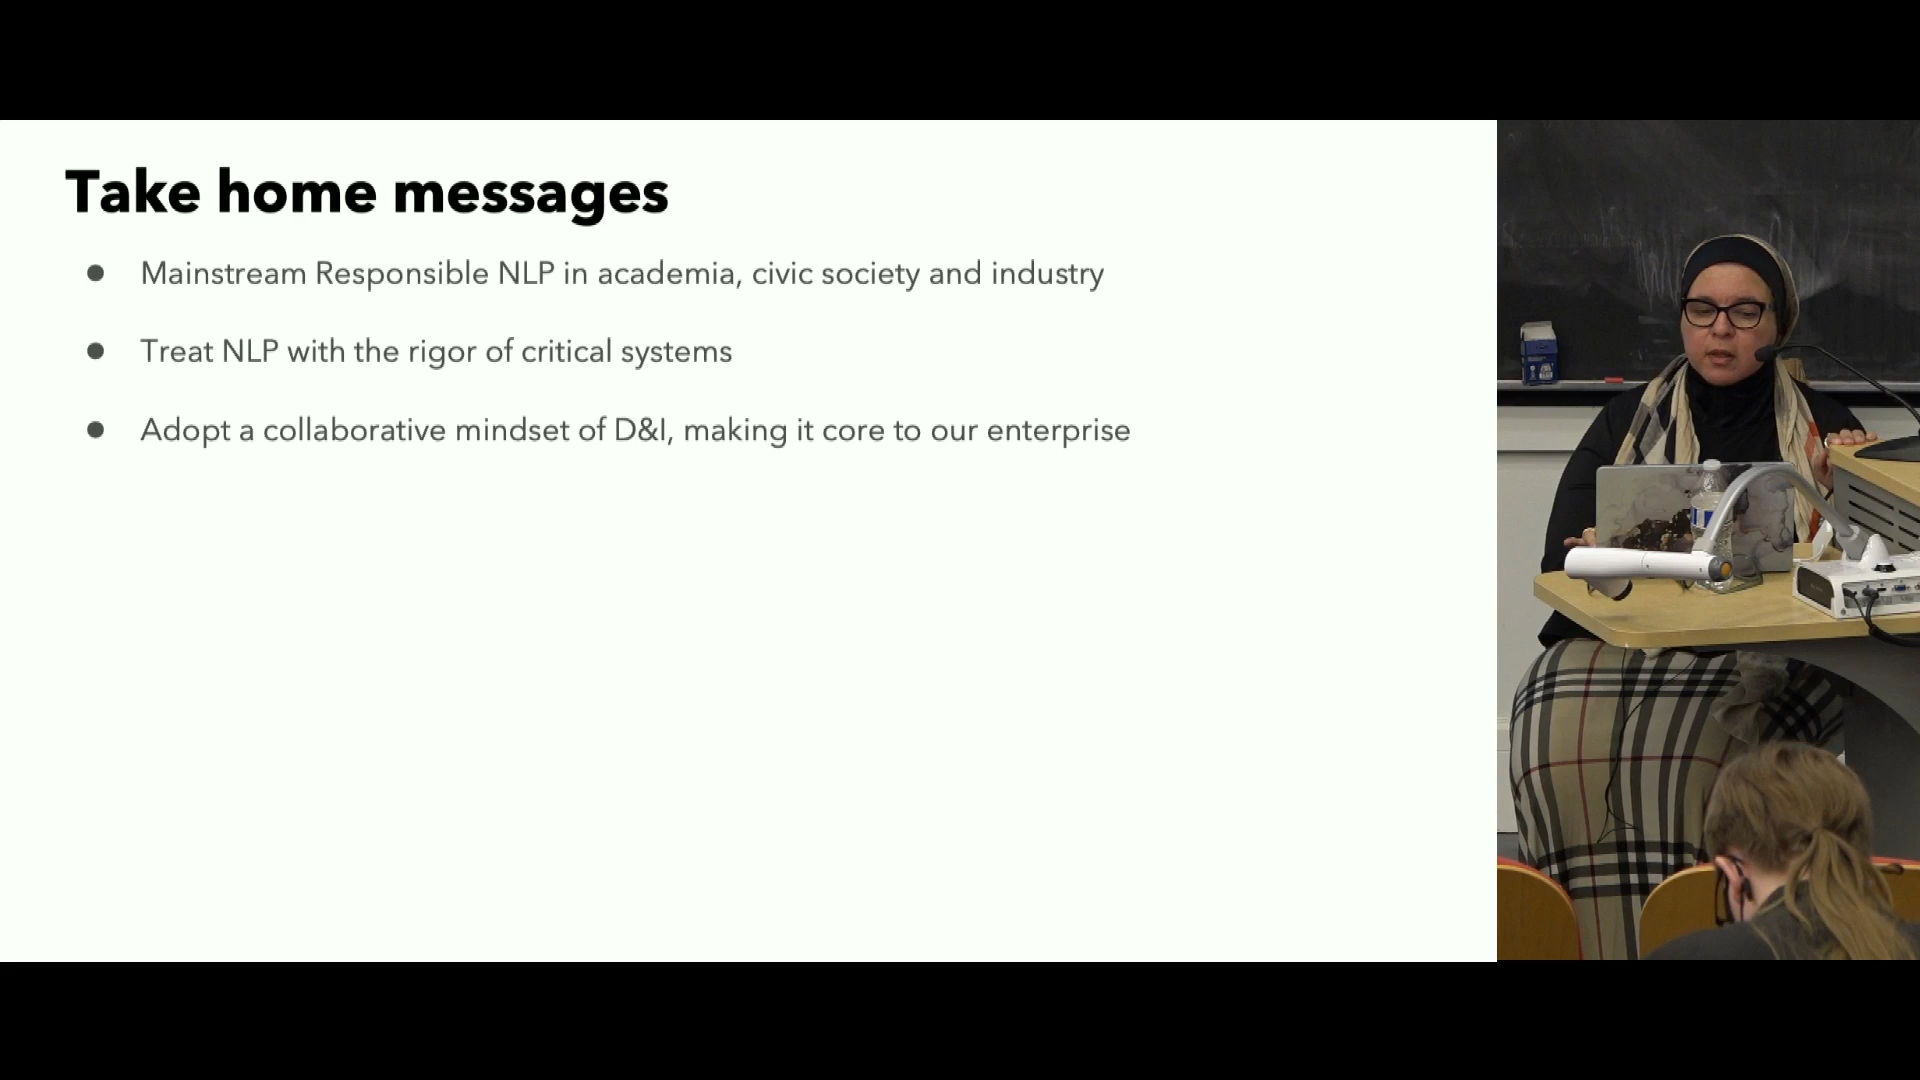 Take home messages
● Mainstream Responsible NLP in academia, civic society and industry
● Treat NLP with the rigor of critical systems
● Adopt a collaborative mindset of D&I, making it core to our enterprise